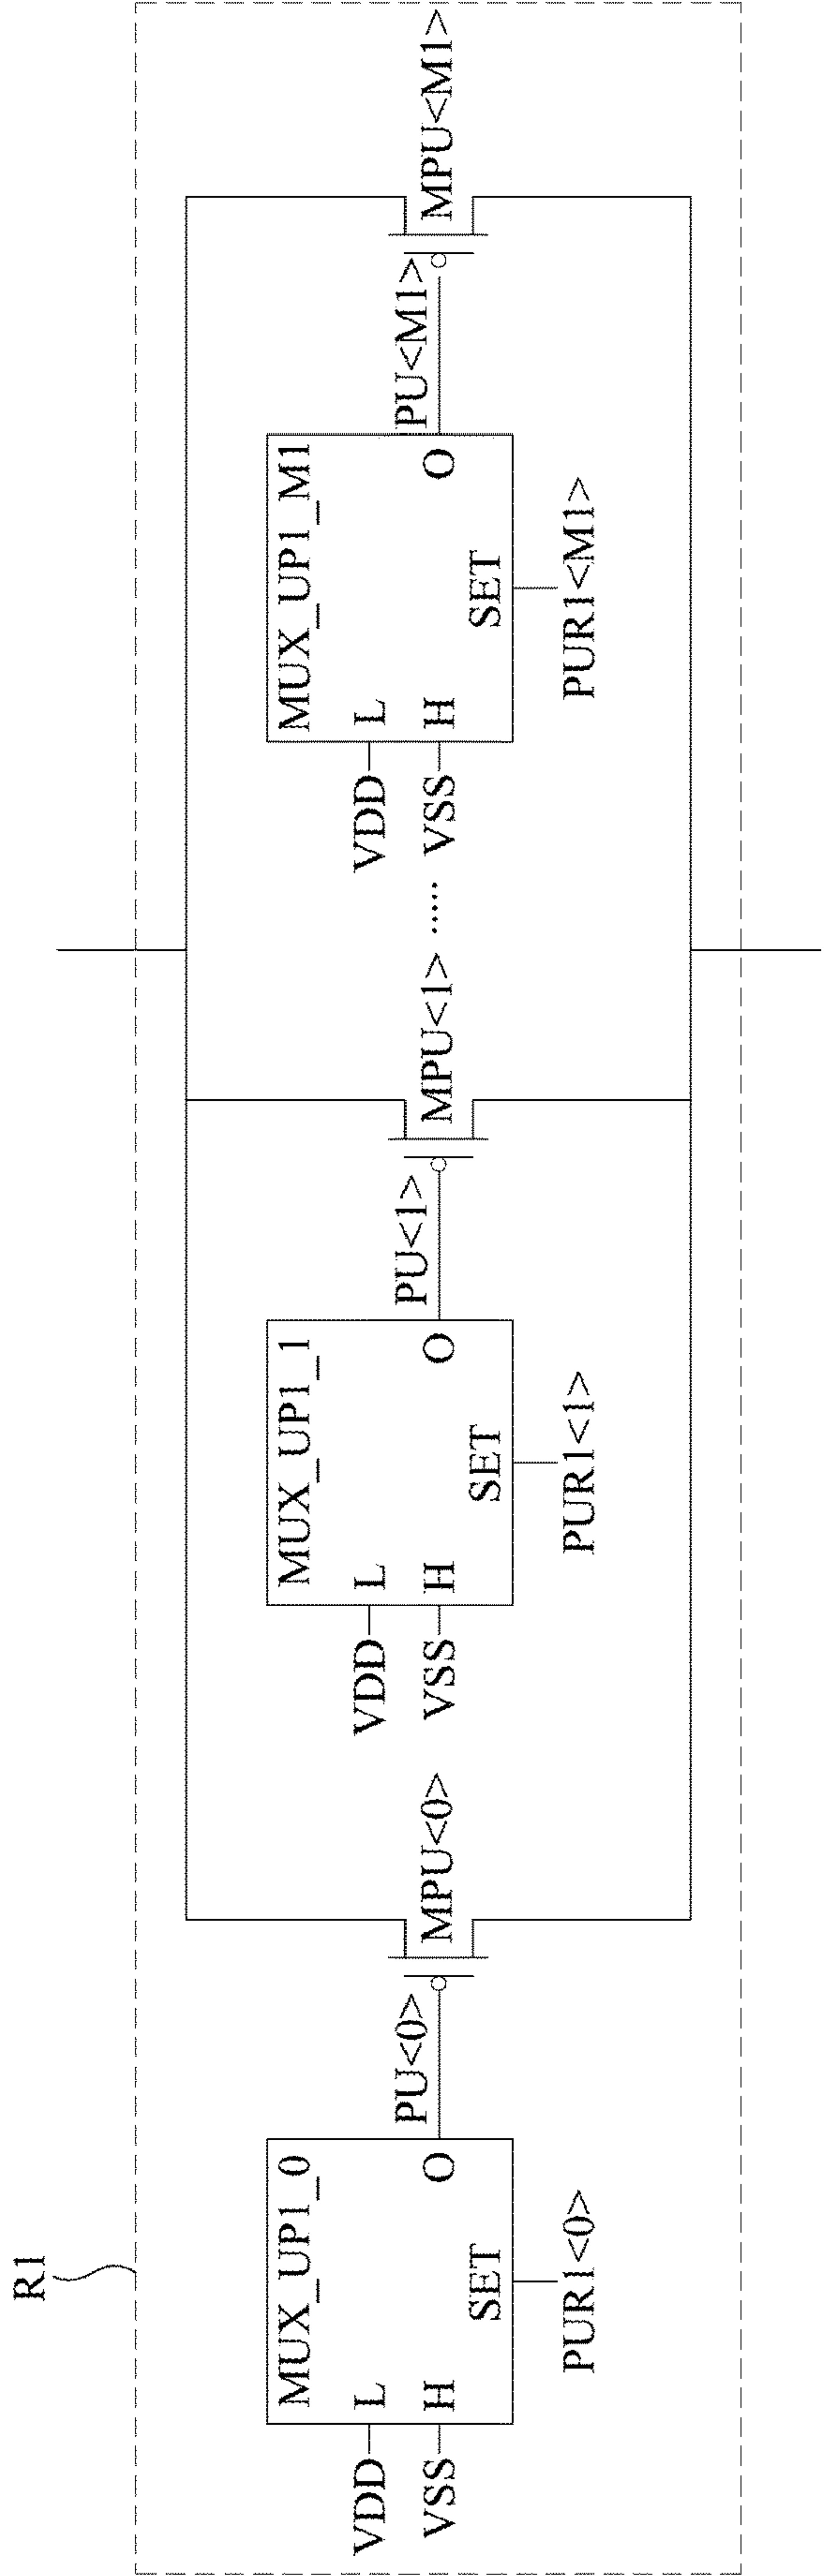 R1
MUX_UP1_0
VDD
L
VSS
H
O
SET
PUR1<0>
PU<0>
MPU<0>
MUX_UP1_1
VDD
L
VSS
H
O
SET
PUR1<1>
PU<1>
MPU<1>
.....
MUX_UP1_M1
VDD
L
VSS
H
O
SET
PUR1<M1>
PU<M1>
MPU<M1>